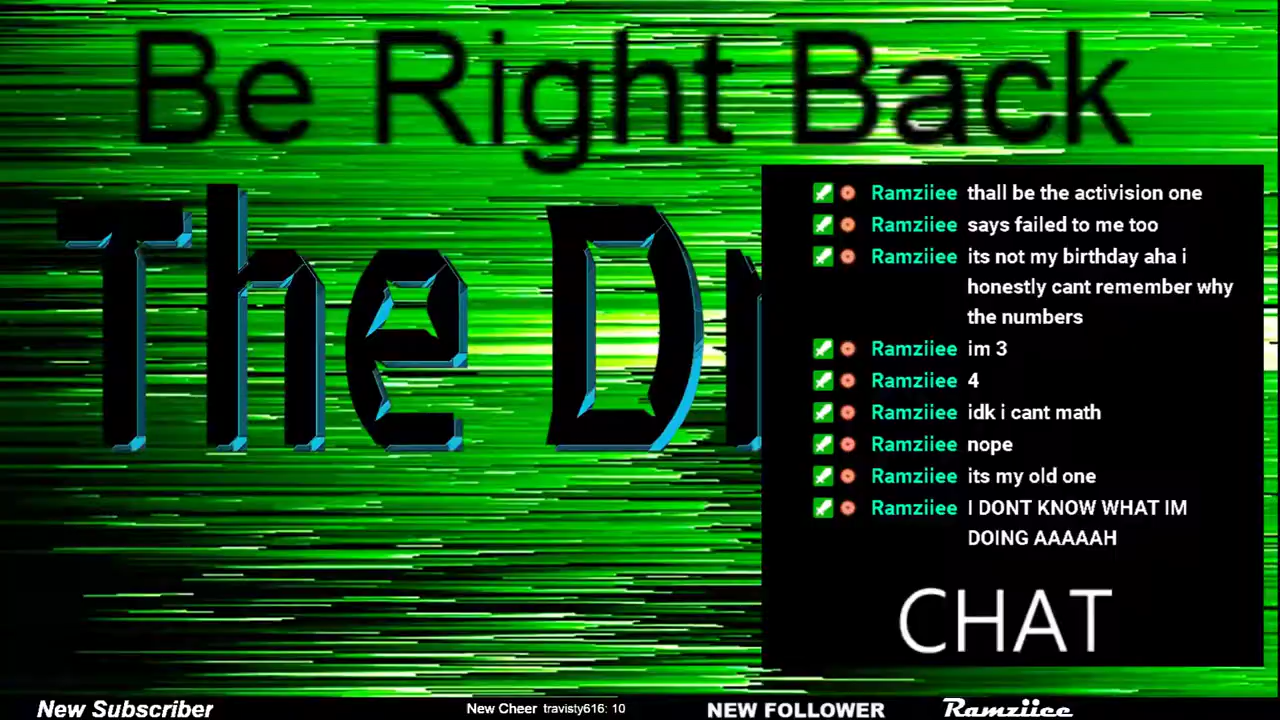 Be Right Back
The D
Ramziiee thall be the activision one
Ramziiee says failed to me too
Ramziiee its not my birthday aha i
honestly cant remember why
the numbers
Ramziiee im 3
Ramziiee 4
Ramziiee idk i cant math
Ramziiee nope
Ramziiee its my old one
Ramziiee I DONT KNOW WHAT IM
DOING AAAAAH
CHAT
New Subscriber
New Cheer travisty616: 10
NEW FOLLOWER
Ramziiee